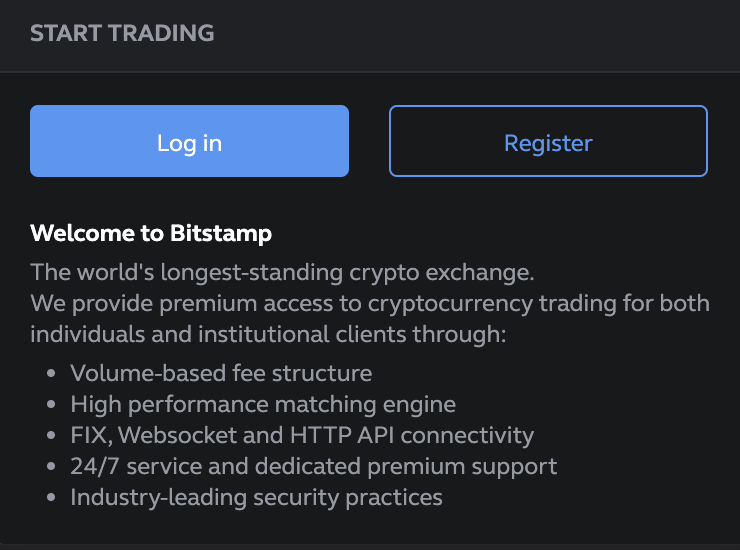 START TRADING
Log in
Register
Welcome to Bitstamp
The world's longest-standing crypto exchange.
We provide premium access to cryptocurrency trading for both
individuals and institutional clients through:
• Volume-based fee structure
• High performance matching engine
• FIX, Websocket and HTTP API connectivity
• 24/7 service and dedicated premium support
• Industry-leading security practices